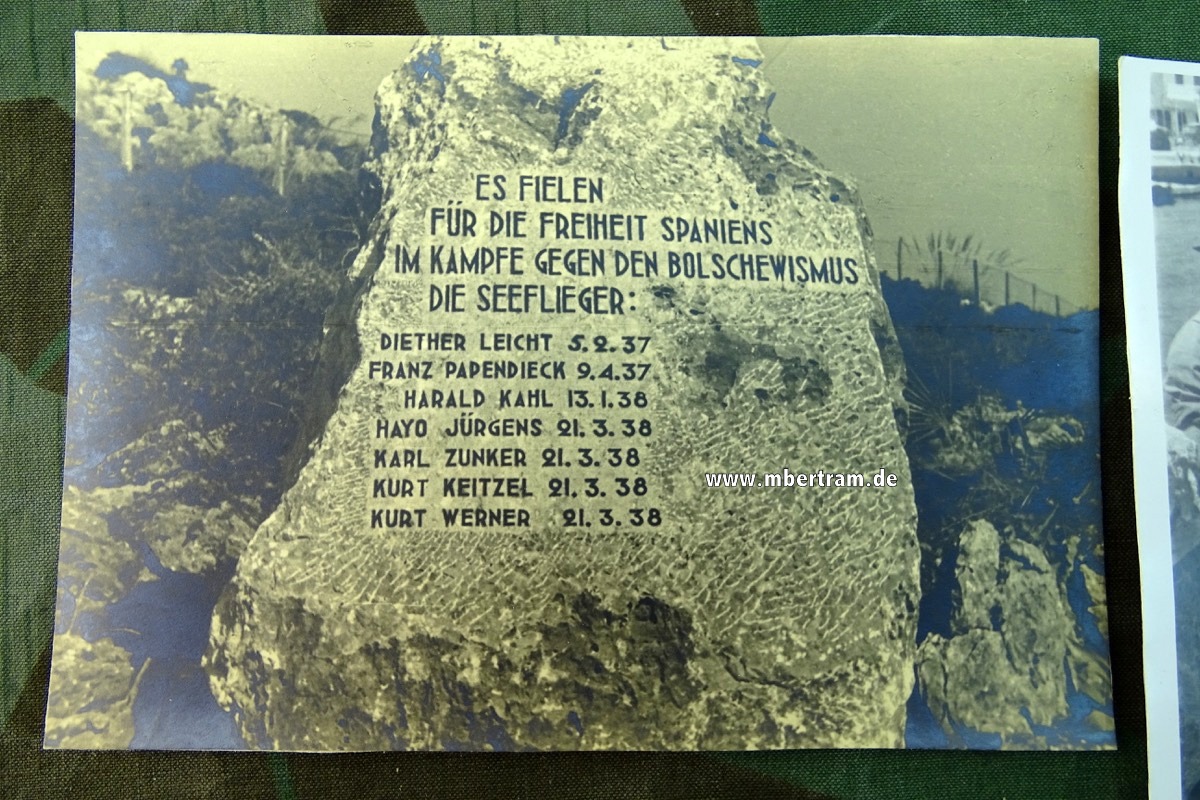 ES FIELEN
FÜR DIE FREIHEIT SPANIENS
IM KAMPFE GEGEN DEN BOLSCHEWISMUS
DIE SEEFLIEGER:
DIETHER LEICHT 5.2.37
FRANZ PAPENDIECK 9.4.37
HARALD KAHL 13.1.38
HAYO JÜRGENS 21.3.38
KARL ZUNKER 21.3.38
KURT KEITZEL 21.3.38
KURT WERNER 21.3.38
www.mbertram.de